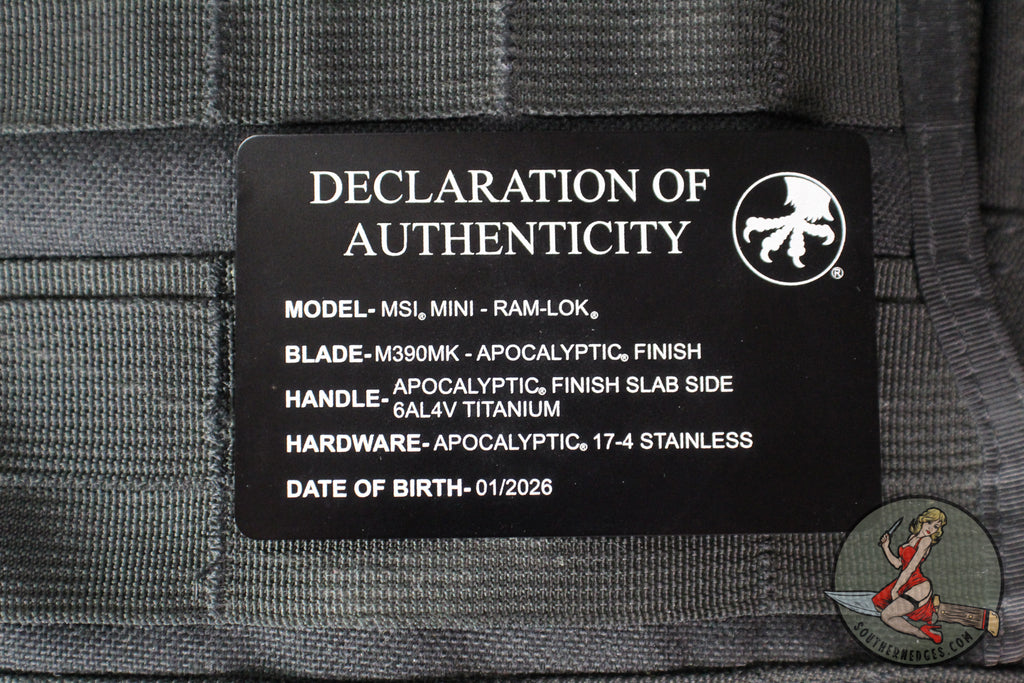 DECLARATION OF
AUTHENTICITY
®
MODEL- MSI® MINI - RAM-LOK®
BLADE- M390MK - APOCALYPTIC® FINISH
HANDLE- APOCALYPTIC® FINISH SLAB SIDE
6AL4V TITANIUM
HARDWARE- APOCALYPTIC® 17-4 STAINLESS
DATE OF BIRTH- 01/2026
SOUTHERNEDGES.COM